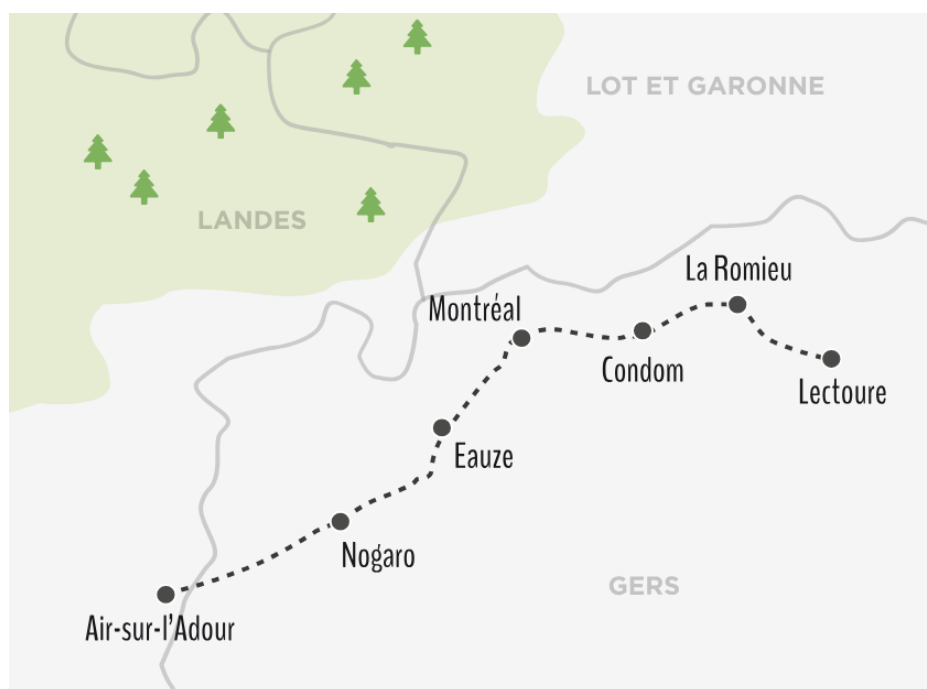 LOT ET GARONNE
LANDES
La Romieu
Montréal
Condom
Lectoure
Eauze
Nogaro
GERS
Air-sur-l'Adour